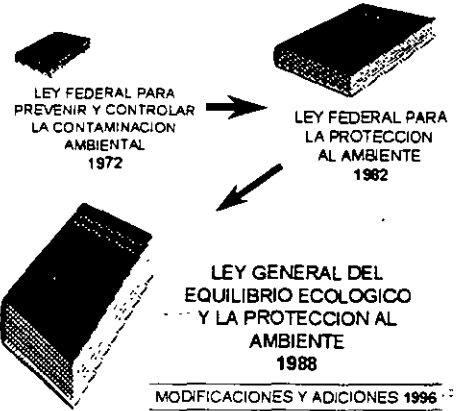 LEY FEDERAL PARA
PREVENIR Y CONTROLAR
LA CONTAMINACION
AMBIENTAL
1972
LEY FEDERAL PARA
LA PROTECCION
AL AMBIENTE
1982
LEY GENERAL DEL
EQUILIBRIO ECOLOGICO
Y LA PROTECCION AL
AMBIENTE
1988
MODIFICACIONES Y ADICIONES 1996